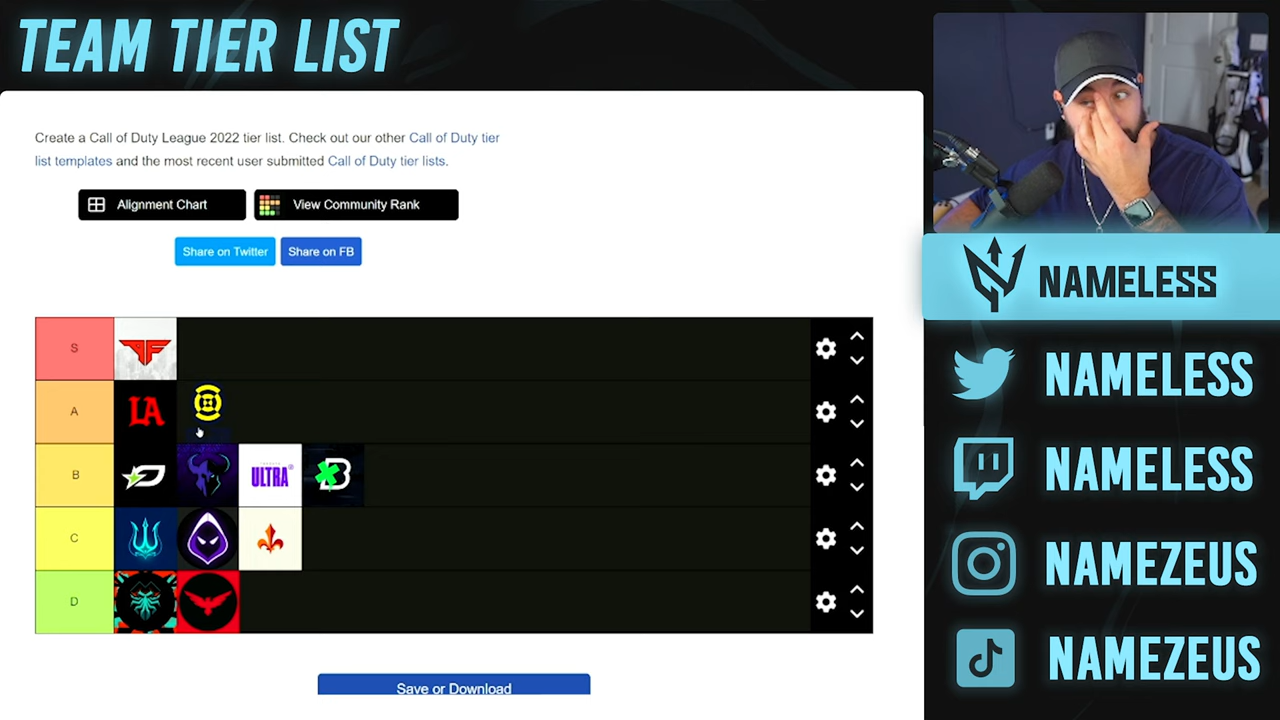 TEAM TIER LIST
Create a Call of Duty League 2022 tier list. Check out our other Call of Duty tier
list templates and the most recent user submitted Call of Duty tier lists.
Alignment Chart
View Community Rank
Share on Twitter
Share on FB
S
A
LA
B
ULTRA
B
C
D
Save or Download
NAMELESS
NAMELESS
NAMELESS
NAMEZEUS
NAMEZEUS